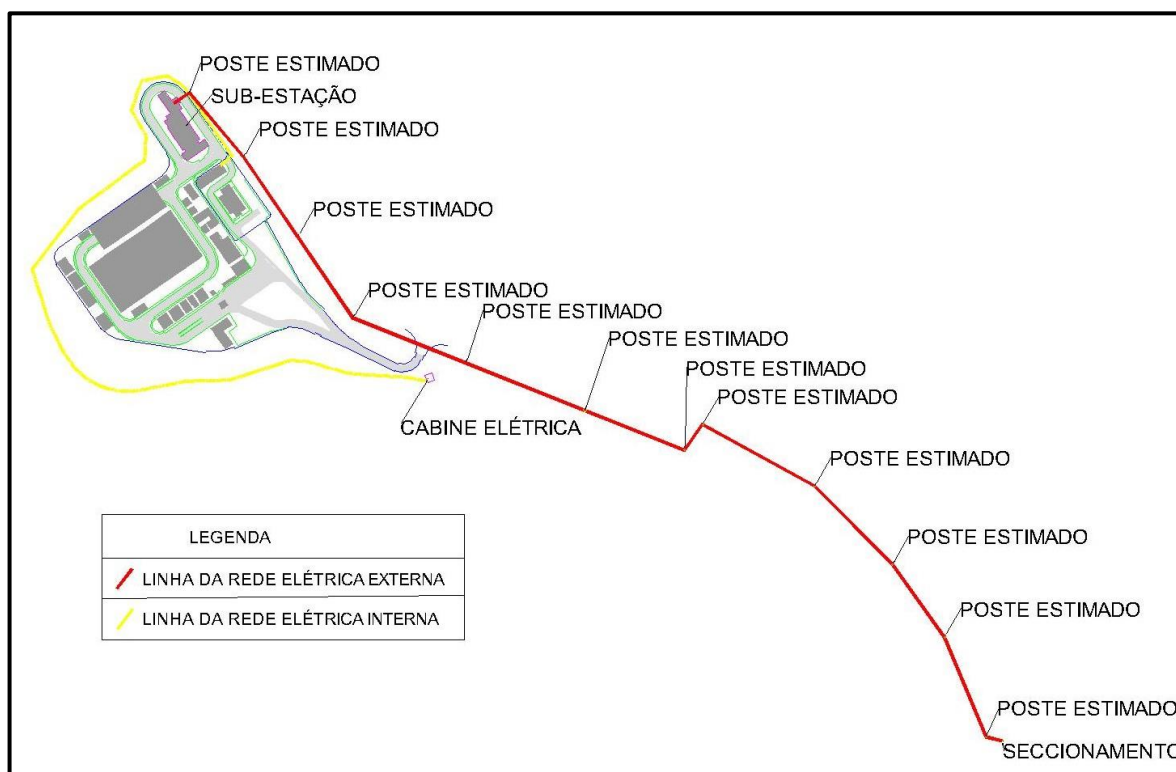 POSTE ESTIMADO
SUB-ESTAÇÃO
POSTE ESTIMADO
POSTE ESTIMADO
POSTE ESTIMADO
POSTE ESTIMADO
POSTE ESTIMADO
POSTE ESTIMADO
POSTE ESTIMADO
CABINE ELÉTRICA
POSTE ESTIMADO
POSTE ESTIMADO
POSTE ESTIMADO
POSTE ESTIMADO
SECCIONAMENTO
LEGENDA
LINHA DA REDE ELÉTRICA EXTERNA
LINHA DA REDE ELÉTRICA INTERNA